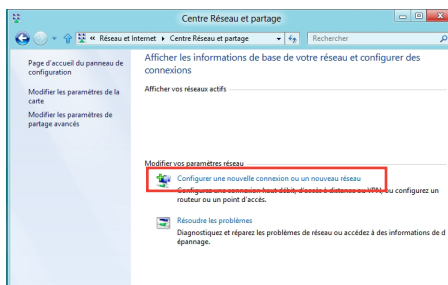 Centre Réseau et partage
« Réseau et Internet ▸ Centre Réseau et partage
Rechercher
Page d'accueil du panneau de
configuration
Modifier les paramètres de la
carte
Modifier les paramètres de
partage avancés
Afficher les informations de base de votre réseau et configurer des
connexions
Afficher vos réseaux actifs
Modifier vos paramètres réseau
Configurer une nouvelle connexion ou un nouveau réseau
Configurez une connexion haut débit, d'accès à distance ou VPN, ou configurez un
routeur ou un point d'accès.
Résoudre les problèmes
Diagnostiquez et réparez les problèmes de réseau ou accédez à des informations de d
épannage.